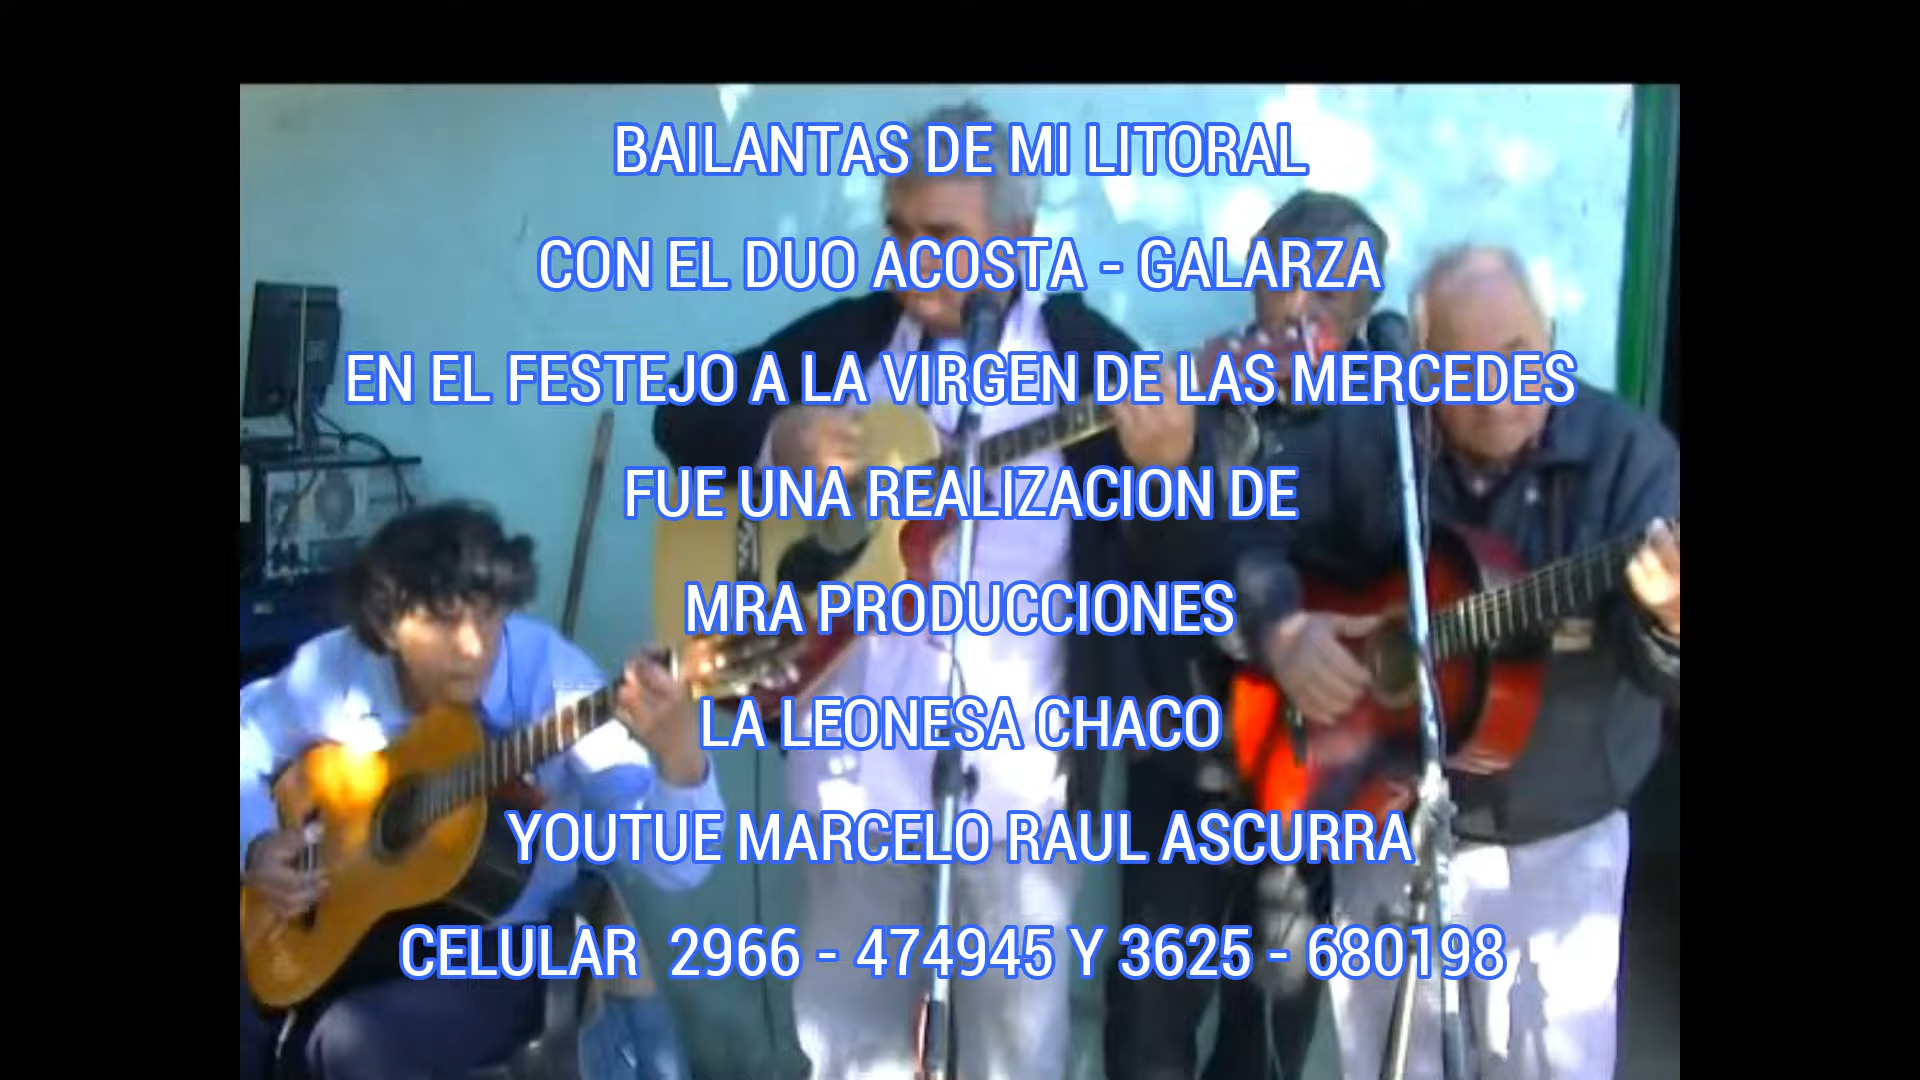 BAILANTAS DE MI LITORAL
CON EL DUO ACOSTA - GALARZA
EN EL FESTEJO A LA VIRGEN DE LAS MERCEDES
FUE UNA REALIZACION DE
MRA PRODUCCIONES
LA LEONESA CHACO
YOUTUE MARCELO RAUL ASCURRA
CELULAR 2966 - 474945 Y 3625 - 680198